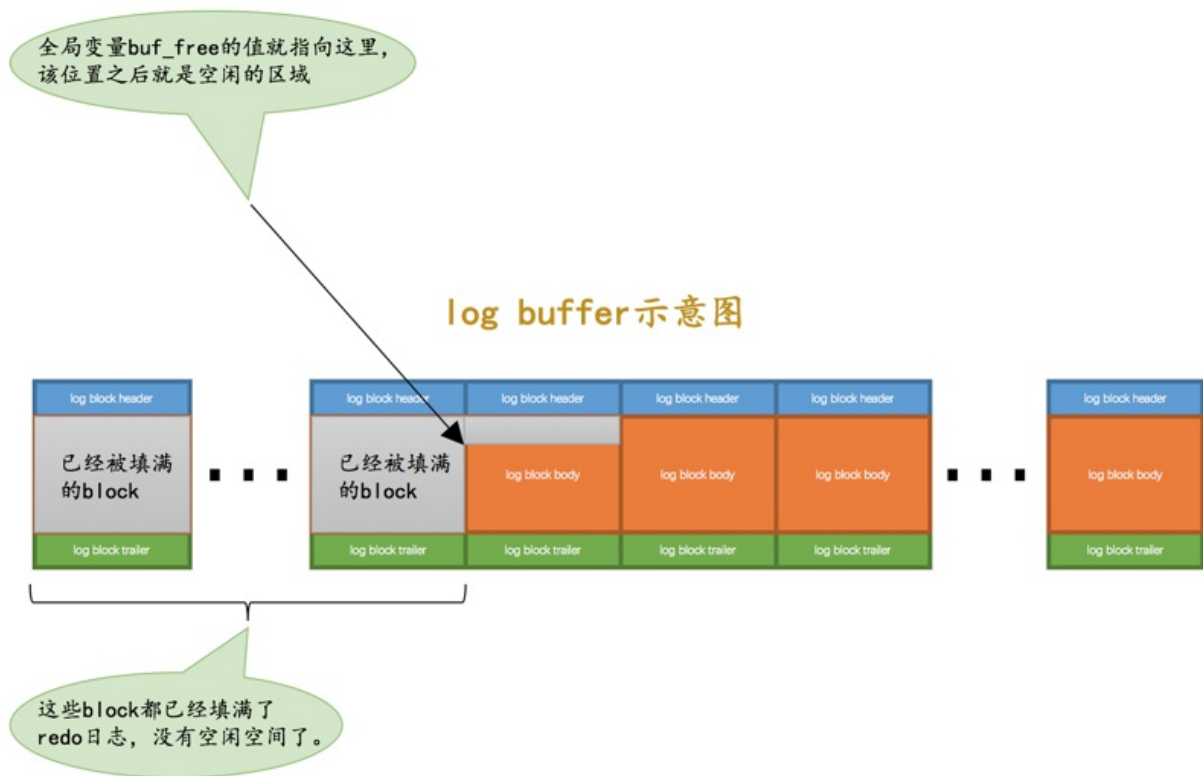 全局变量buf_free的值就指向这里，
该位置之后就是空闲的区域
log buffer示意图
log block header
log block header
log block header
log block header
log block header
log block header
已经被填满
的block
已经被填满
的block
log block body
log block body
log block body
log block body
log block trailer
log block trailer
log block trailer
log block trailer
log block trailer
log block trailer
这些block都已经填满了
redo日志，没有空闲空间了。